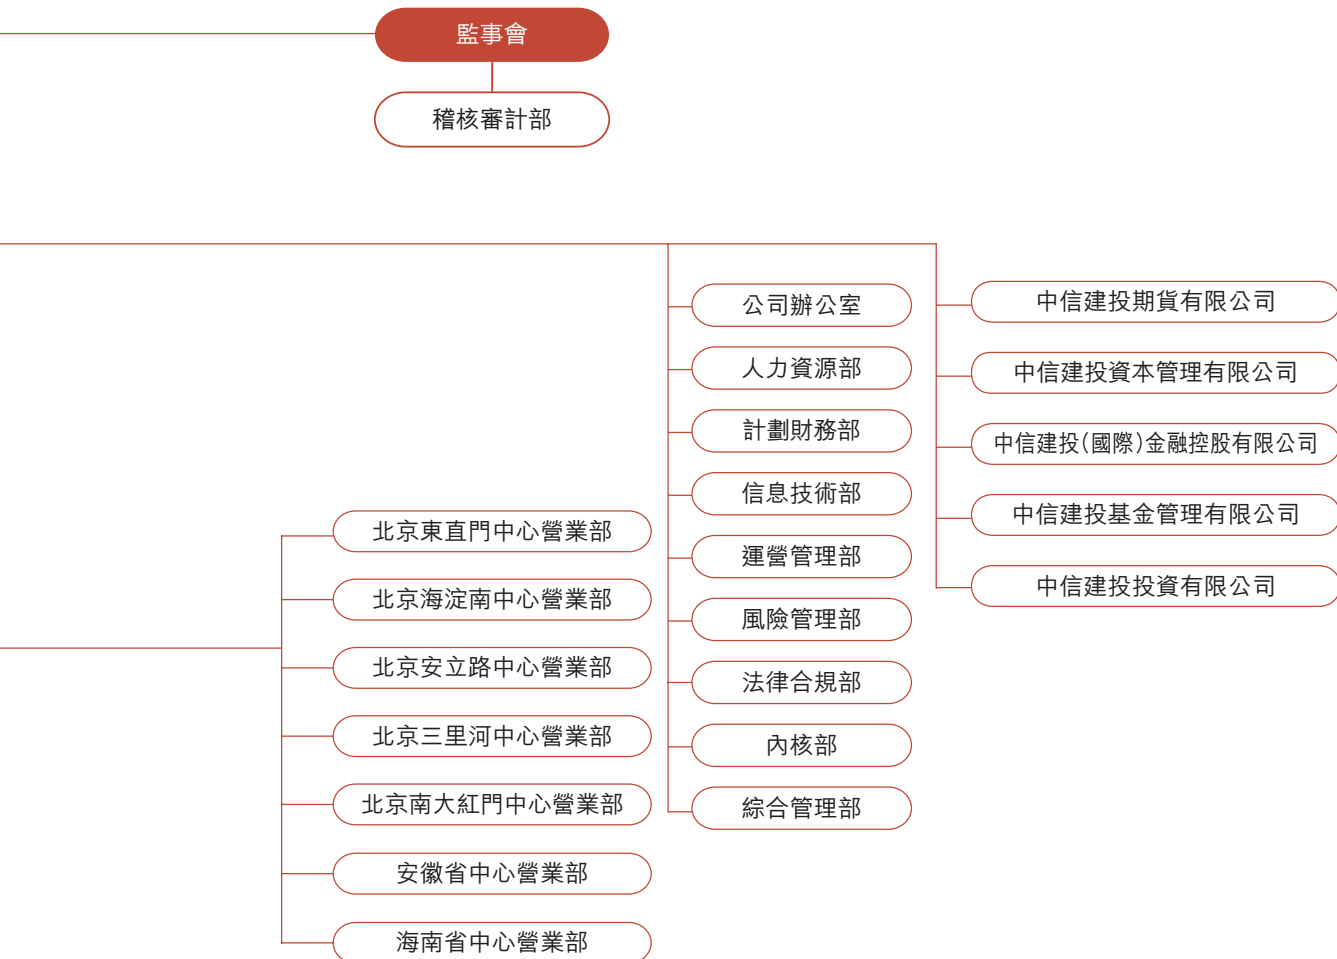 監事會
稽核審計部
北京東直門中心營業部
北京海淀南中心營業部
北京安立路中心營業部
北京三里河中心營業部
北京南大紅門中心營業部
安徽省中心營業部
海南省中心營業部
公司辦公室
人力資源部
計劃財務部
信息技術部
運營管理部
風險管理部
法律合規部
內核部
綜合管理部
中信建投期貨有限公司
中信建投資本管理有限公司
中信建投(國際)金融控股有限公司
中信建投基金管理有限公司
中信建投投資有限公司